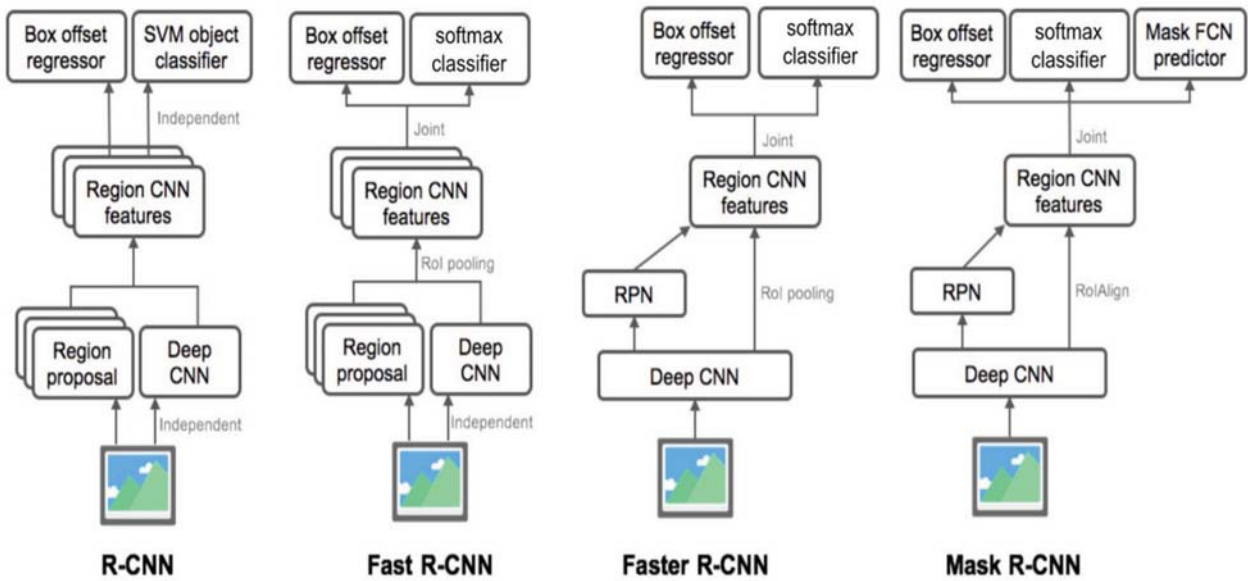 Box offset
regressor
SVM object
classifier
Independent
Region CNN
features
Region
proposal
Deep
CNN
Independent
R-CNN
Box offset
regressor
softmax
classifier
Joint
Region CNN
features
RoI pooling
Region
proposal
Deep
CNN
Independent
Fast R-CNN
Box offset
regressor
softmax
classifier
Joint
Region CNN
features
RPN
RoI pooling
Deep CNN
Faster R-CNN
Box offset
regressor
softmax
classifier
Mask FCN
predictor
Joint
Region CNN
features
RPN
RoIAlign
Deep CNN
Mask R-CNN